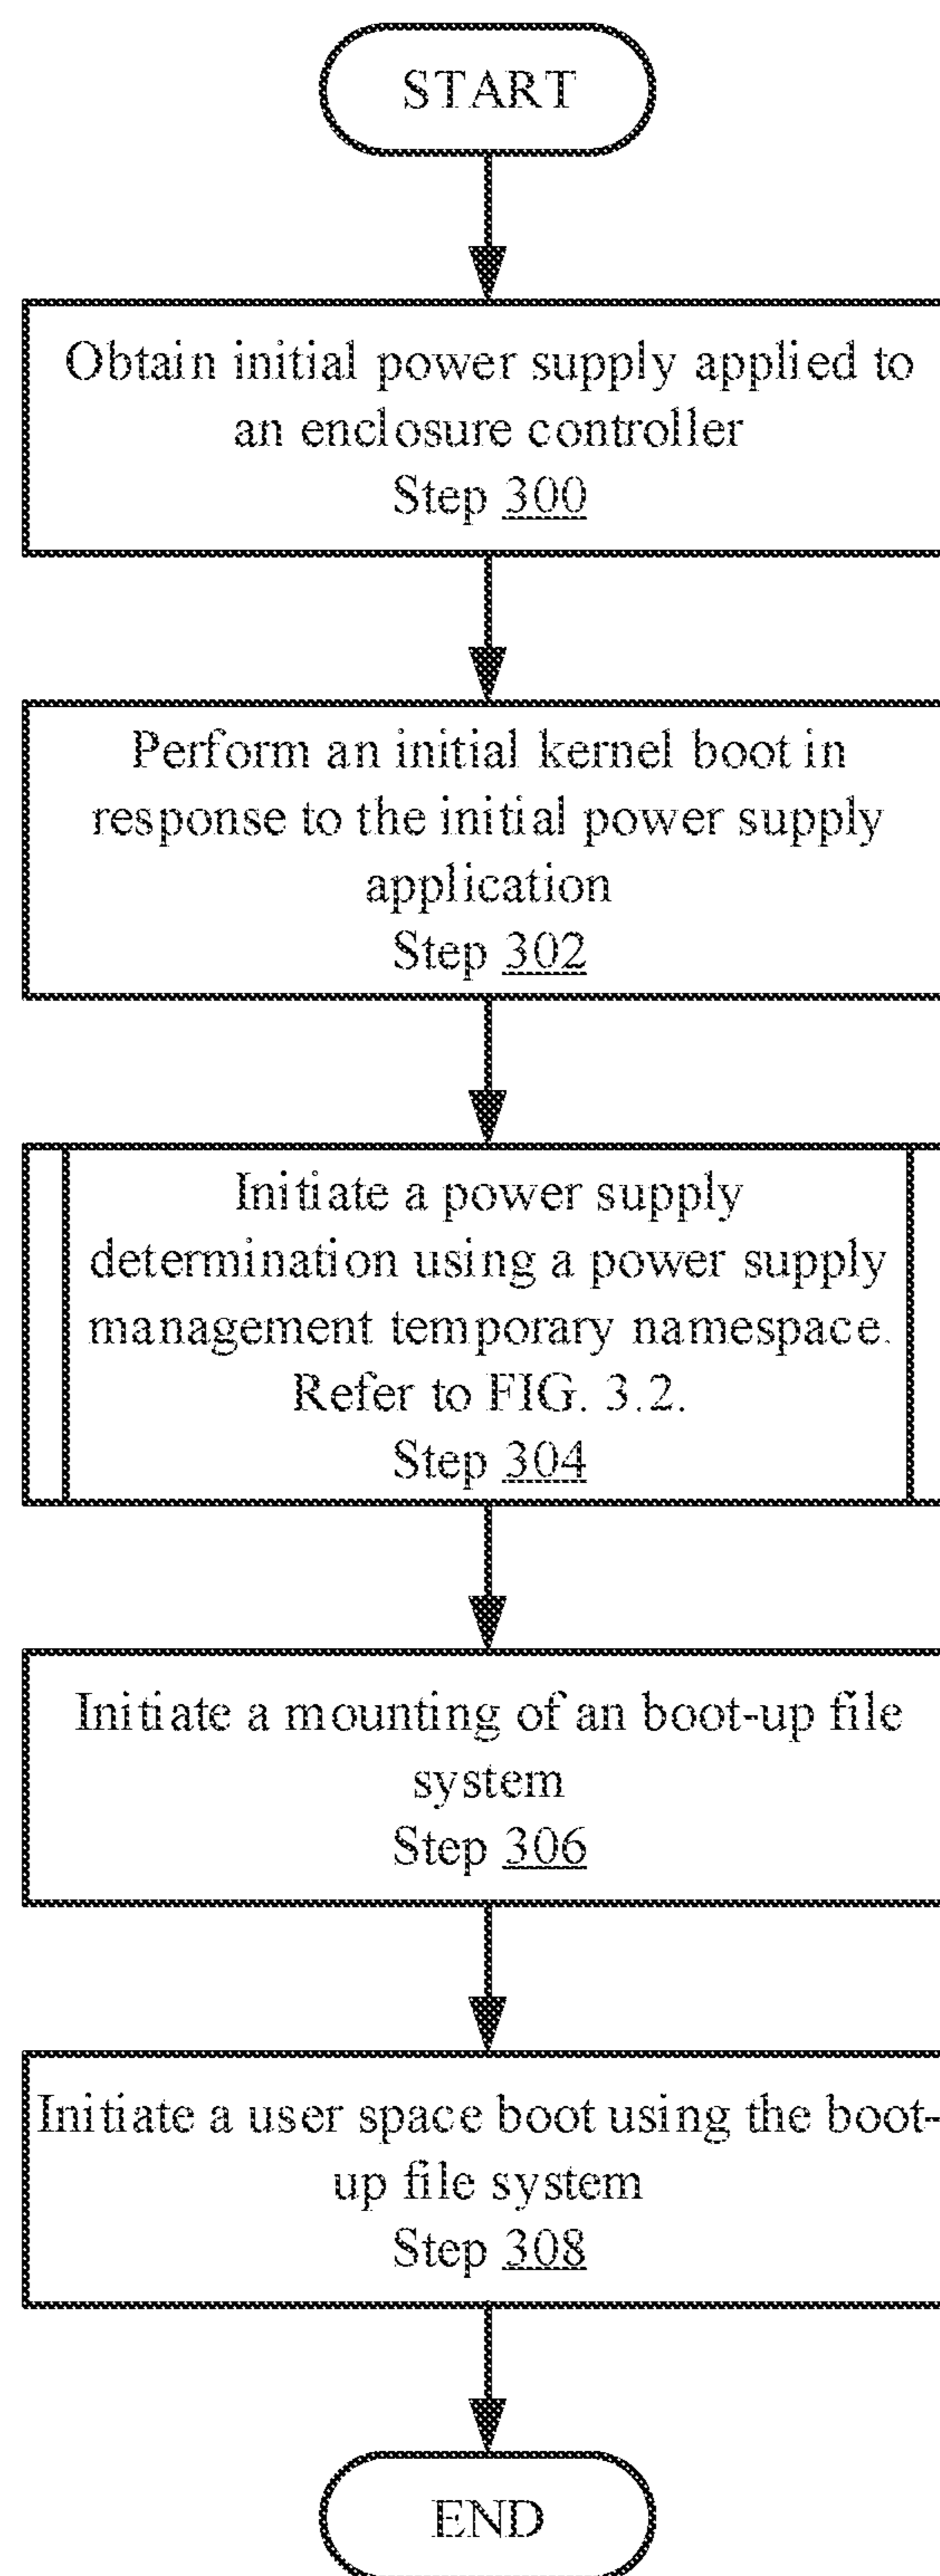 START
Obtain initial power supply applied to
an enclosure controller
Step 300
Perform an initial kernel boot in
response to the initial power supply
application
Step 302
Initiate a power supply
determination using a power supply
management temporary namespace.
Refer to FIG. 3.2.
Step 304
Initiate a mounting of an boot-up file
system
Step 306
Initiate a user space boot using the boot-
up file system
Step 308
END